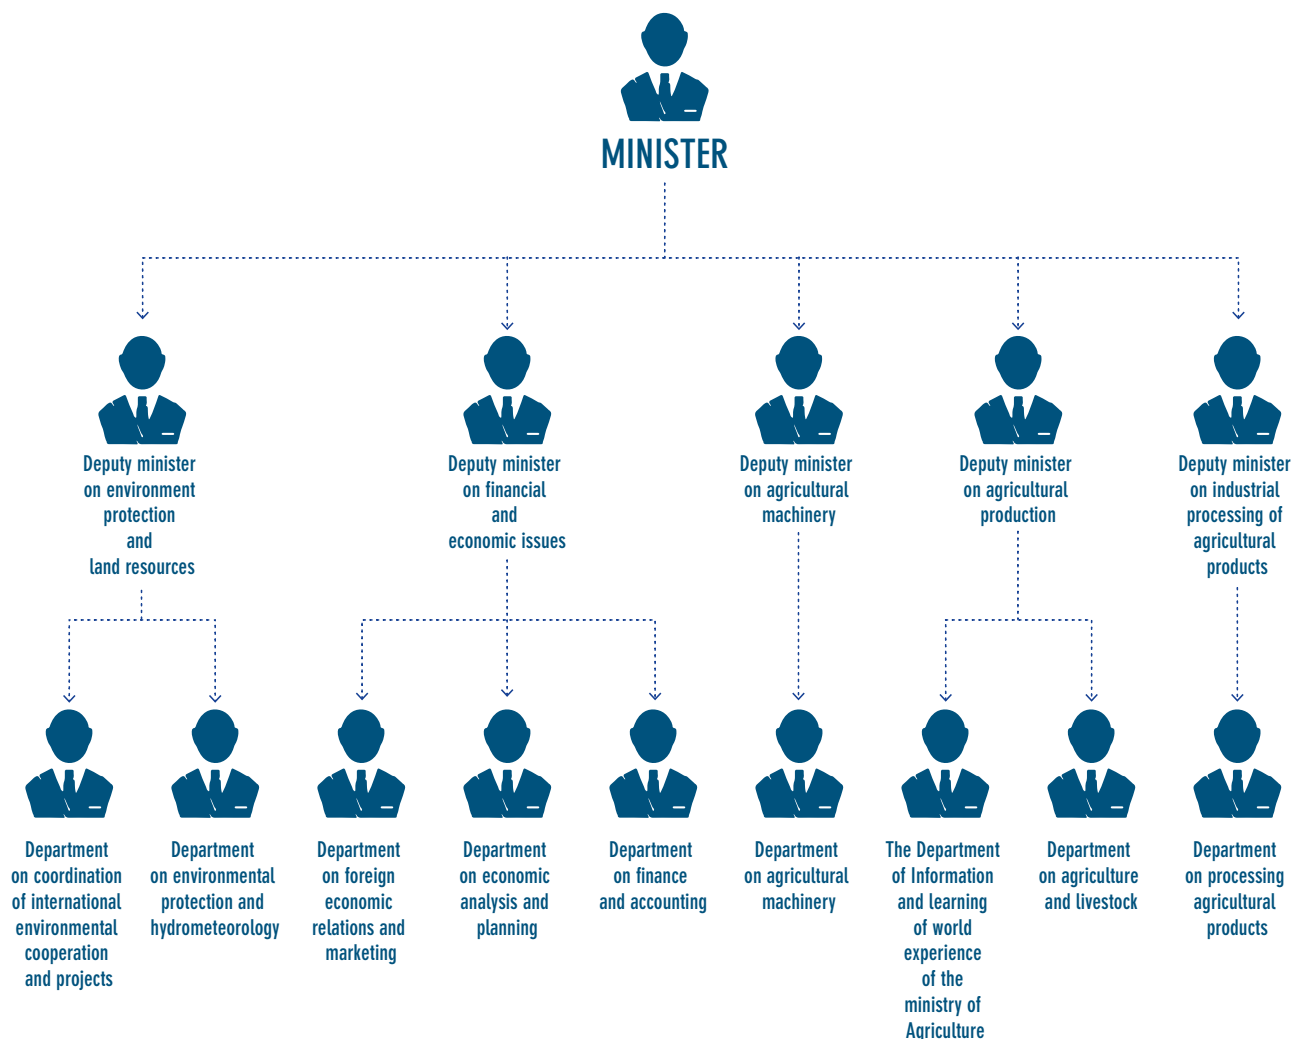 MINISTER
Deputy minister
on environment
protection
and
land resources
Deputy minister
on financial
and
economic issues
Deputy minister
on agricultural
machinery
Deputy minister
on agricultural
production
Deputy minister
on industrial
processing of
agricultural
products
Department
on coordination
of international
environmental
cooperation
and projects
Department
on environmental
protection and
hydrometeorology
Department
on foreign
economic
relations and
marketing
Department
on economic
analysis and
planning
Department
on finance
and accounting
Department
on agricultural
machinery
The Department
of Information
and learning
of world
experience
of the
ministry of
Agriculture
Department
on agriculture
and livestock
Department
on processing
agricultural
products